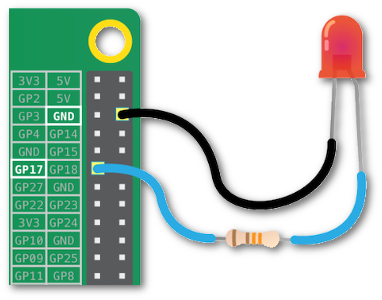 3V3 5V
GP2 5V
GP3 GND
GP4 GP14
GND GP15
GP17 GP18
GP27 GND
GP22 GP23
3V3 GP24
GP10 GND
GP09 GP25
GP11 GP8